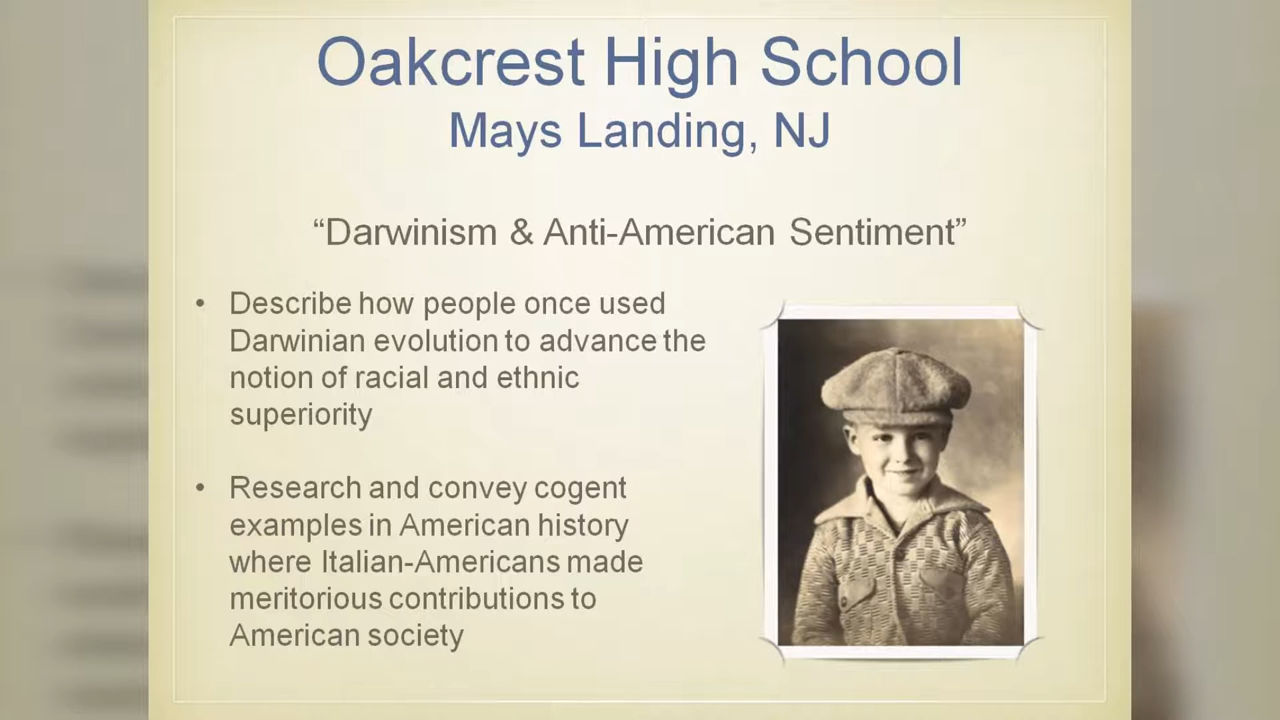 Oakcrest High School
Mays Landing, NJ
“Darwinism & Anti-American Sentiment”
• Describe how people once used
Darwinian evolution to advance the
notion of racial and ethnic
superiority
• Research and convey cogent
examples in American history
where Italian-Americans made
meritorious contributions to
American society